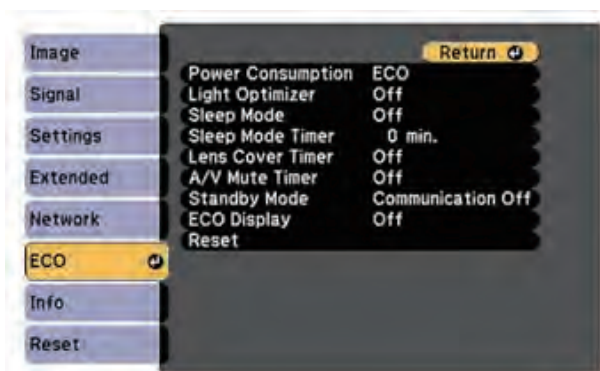 Image
Signal
Settings
Extended
Network
ECO
Info
Reset
Return
Power Consumption ECO
Light Optimizer Off
Sleep Mode Off
Sleep Mode Timer 0 min.
Lens Cover Timer Off
A/V Mute Timer Off
Standby Mode Communication Off
ECO Display Off
Reset